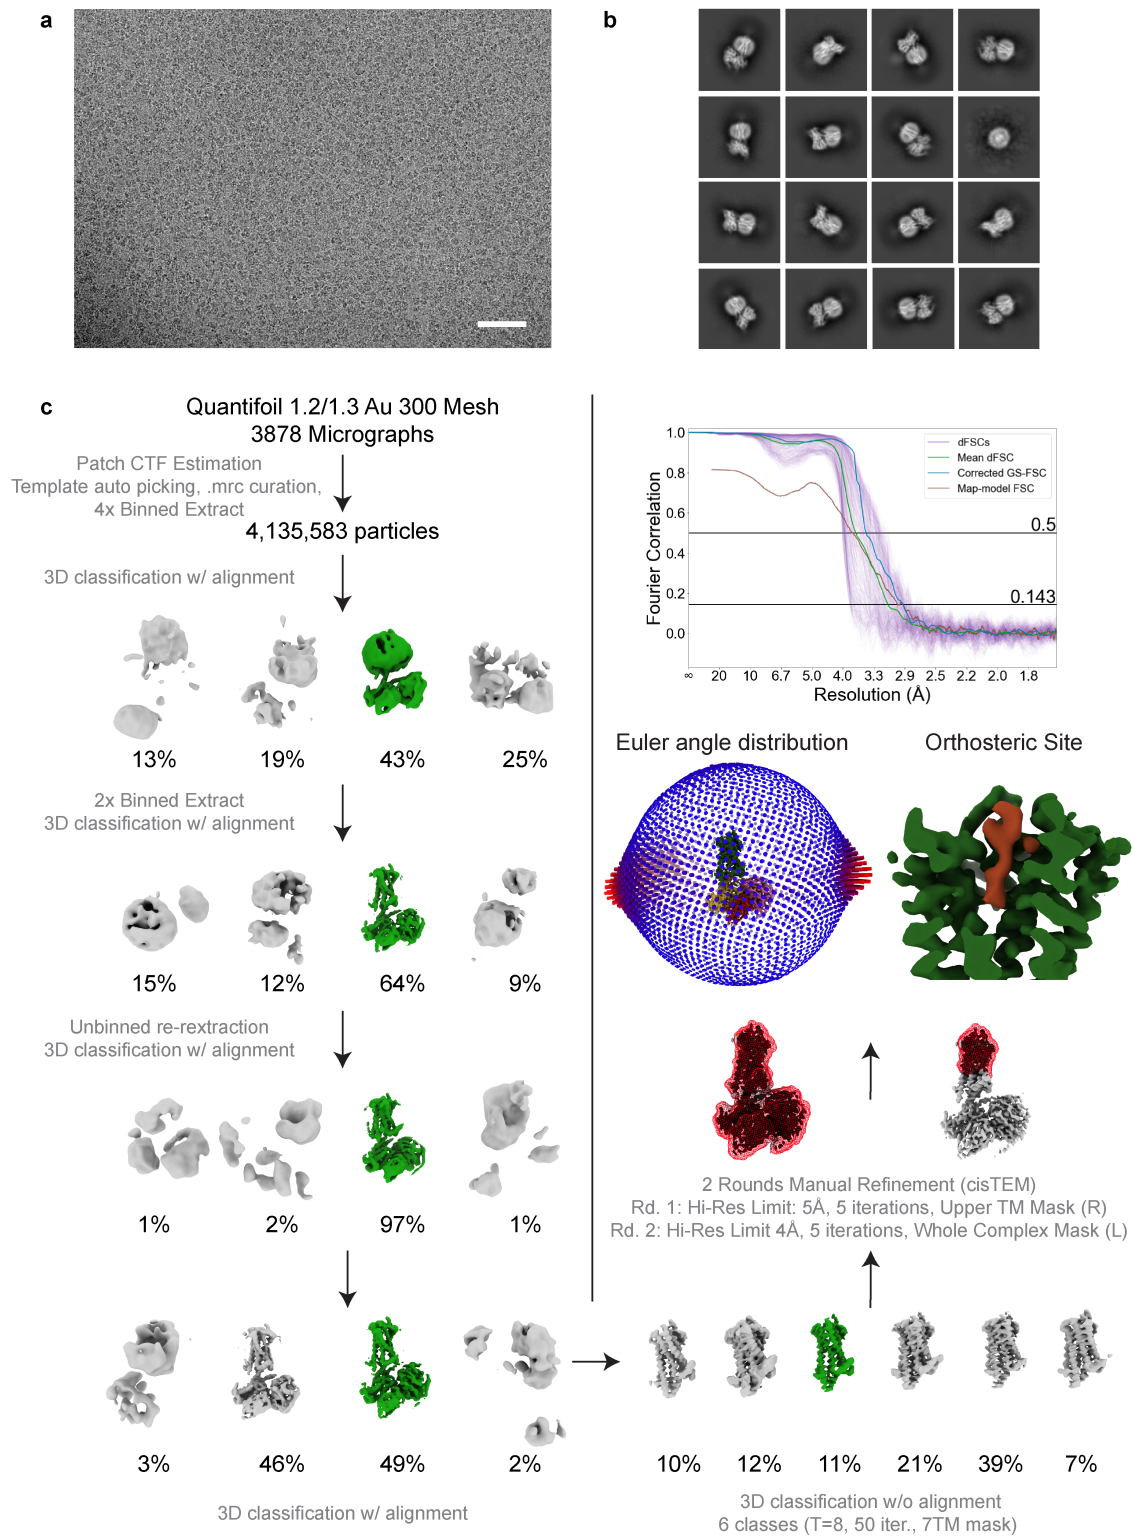 a
b
c
Quantifoil 1.2/1.3 Au 300 Mesh
3878 Micrographs
Patch CTF Estimation
Template auto picking, .mrc curation,
4x Binned Extract
4,135,583 particles
3D classification w/ alignment
13%
19%
43%
25%
2x Binned Extract
3D classification w/ alignment
15%
12%
64%
9%
Unbinned re-rextraction
3D classification w/ alignment
1%
2%
97%
1%
3%
46%
49%
2%
3D classification w/ alignment
1.0
0.8
0.6
0.4
0.2
0.0
Fourier Correlation
dFSCs
Mean dFSC
Corrected GS-FSC
Map-model FSC
0.5
0.143
∞
20
10
6.7
5.0
4.0
3.3
2.9
2.5
2.2
2.0
1.8
Resolution (Å)
Euler angle distribution
Orthosteric Site
2 Rounds Manual Refinement (cisTEM)
Rd. 1: Hi-Res Limit: 5Å, 5 iterations, Upper TM Mask (R)
Rd. 2: Hi-Res Limit 4Å, 5 iterations, Whole Complex Mask (L)
10%
12%
11%
21%
39%
7%
3D classification w/o alignment
6 classes (T=8, 50 iter., 7TM mask)